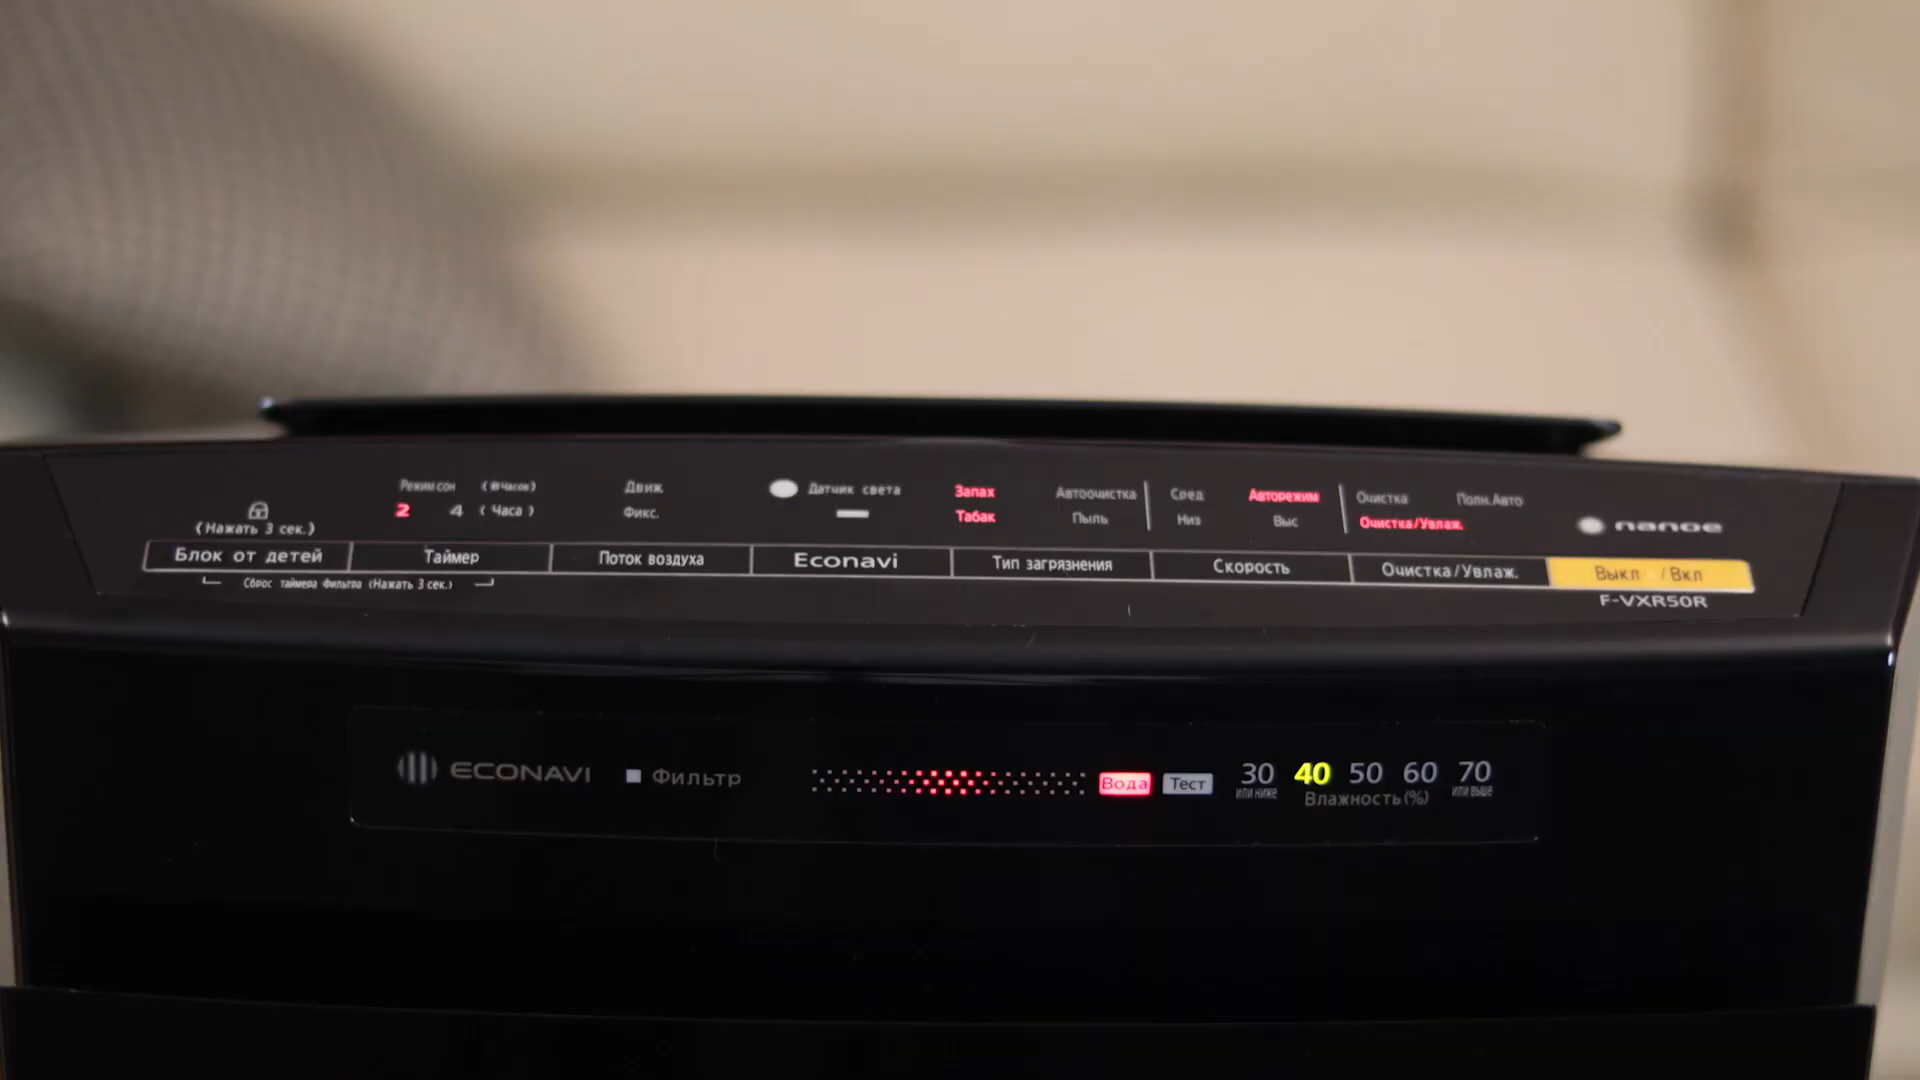 Режим сон
( 8 Часов)
Движ.
Датчик света
Запах
Автоочистка
Сред
Авторежим
Очистка
Полн.Авто
2
4
( Часа )
Фикс.
Табак
Пыль
Низ
Выс
Очистка/Увлаж.
nanoe
(Нажать 3 сек.)
Блок от детей
Таймер
Поток воздуха
Econavi
Тип загрязнения
Скорость
Очистка/Увлаж.
Выкл / Вкл
Сброс таймера Фильтра (Нажать 3 сек.)
F-VXR50R
ECONAVI
Фильтр
Вода
Тест
30
40
50
60
70
или ниже
Влажность(%)
или выше